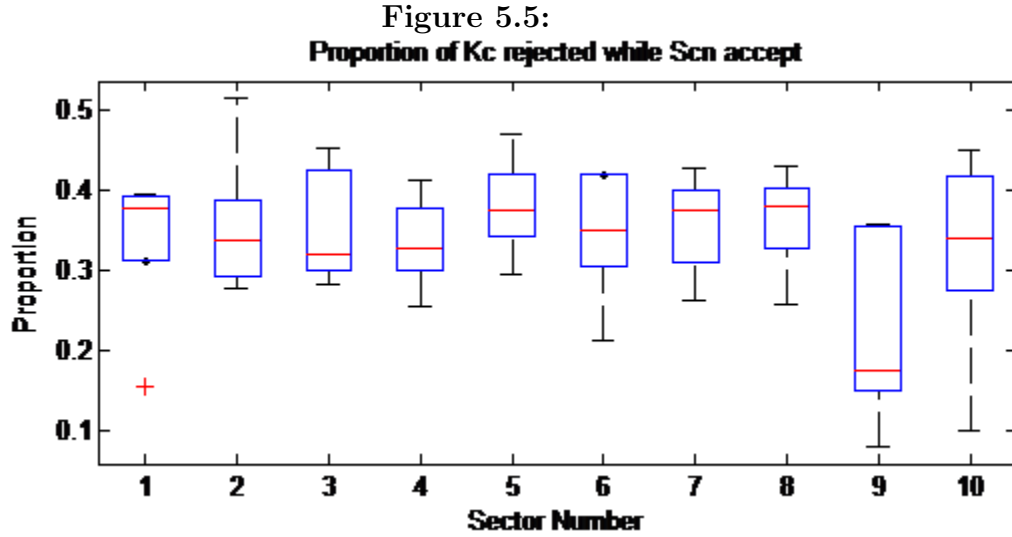 Figure 5.5:
Proportion of Kc rejected while Scn accept
0.5
0.4
0.3
0.2
0.1
Proportion
1 2 3 4 5 6 7 8 9 10
Sector Number